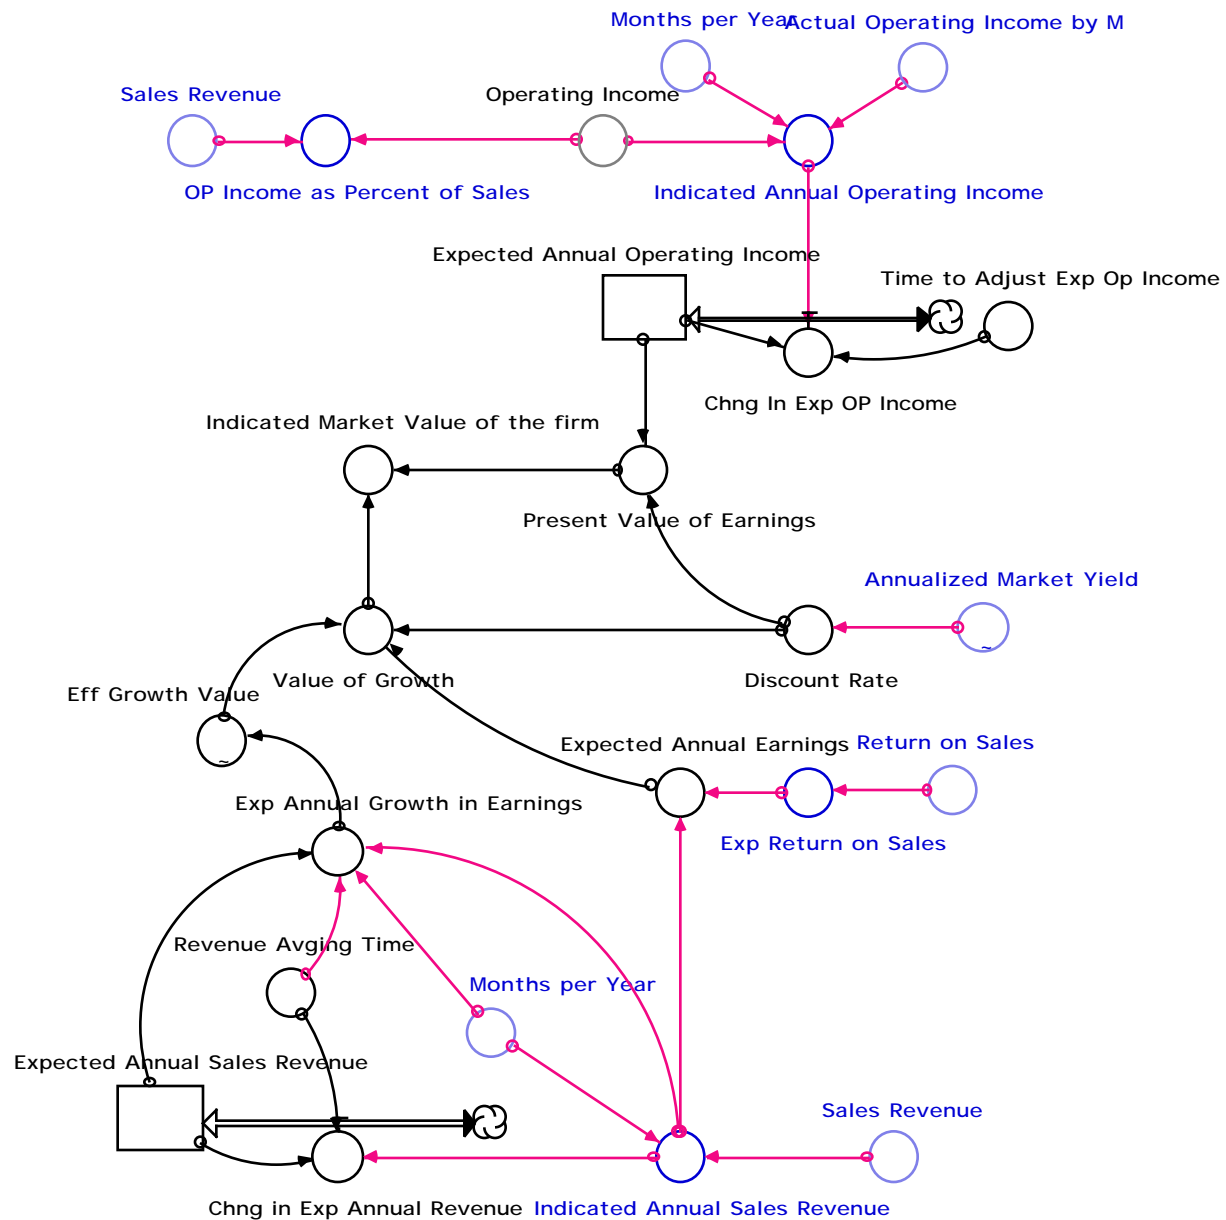 Months per Year
Actual Operating Income by M
Sales Revenue
Operating Income
OP Income as Percent of Sales
Indicated Annual Operating Income
Expected Annual Operating Income
Time to Adjust Exp Op Income
Chng In Exp OP Income
Indicated Market Value of the firm
Present Value of Earnings
Annualized Market Yield
~
Value of Growth
Discount Rate
Eff Growth Value
~
Expected Annual Earnings
Return on Sales
Exp Annual Growth in Earnings
Exp Return on Sales
Revenue Avging Time
Months per Year
Expected Annual Sales Revenue
Sales Revenue
Chng in Exp Annual Revenue
Indicated Annual Sales Revenue